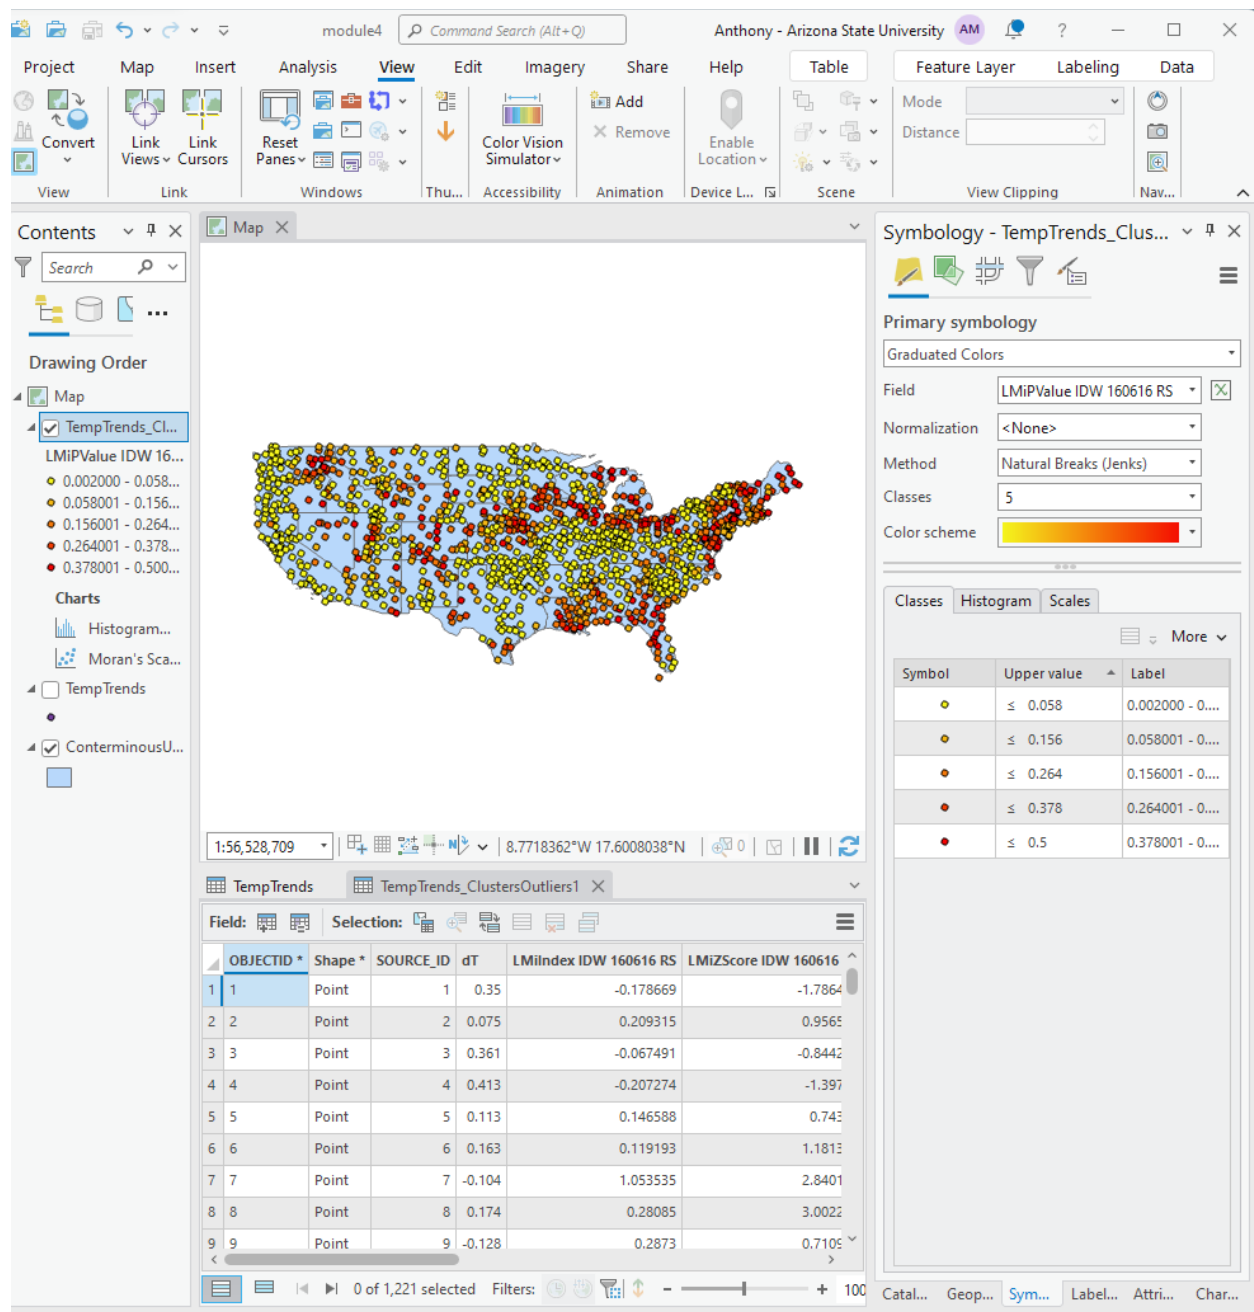 module4
Command Search (Alt+Q)
Anthony - Arizona State University
AM
?
Project
Map
Insert
Analysis
View
Edit
Imagery
Share
Help
Table
Feature Layer
Labeling
Data
Convert
Link Views
Link Cursors
Reset Panes
Color Vision Simulator
Add
Remove
Enable Location
Mode
Distance
View
Link
Windows
Thu...
Accessibility
Animation
Device L...
Scene
View Clipping
Nav...
Contents
Search
Drawing Order
Map
TempTrends_Cl...
LMiPValue IDW 16...
0.002000 - 0.058...
0.058001 - 0.156...
0.156001 - 0.264...
0.264001 - 0.378...
0.378001 - 0.500...
Charts
Histogram...
Moran's Sca...
TempTrends
ConterminousU...
Map
1:56,528,709
8.7718362°W 17.6008038°N
0
TempTrends
TempTrends_ClustersOutliers1
Field:
Selection:
OBJECTID * Shape * SOURCE_ID dT LMiIndex IDW 160616 RS LMiZScore IDW 160616
1 1 Point 1 0.35 -0.178669 -1.7864
2 2 Point 2 0.075 0.209315 0.9565
3 3 Point 3 0.361 -0.067491 -0.8442
4 4 Point 4 0.413 -0.207274 -1.397
5 5 Point 5 0.113 0.146588 0.743
6 6 Point 6 0.163 0.119193 1.1813
7 7 Point 7 -0.104 1.053535 2.8401
8 8 Point 8 0.174 0.28085 3.0022
9 9 Point 9 -0.128 0.2873 0.7109
0 of 1,221 selected
Filters:
- + 100
Symbology - TempTrends_Clus...
Primary symbology
Graduated Colors
Field LMiPValue IDW 160616 RS
Normalization <None>
Method Natural Breaks (Jenks)
Classes 5
Color scheme
Classes Histogram Scales
More
Symbol Upper value Label
≤ 0.058 0.002000 - 0....
≤ 0.156 0.058001 - 0....
≤ 0.264 0.156001 - 0....
≤ 0.378 0.264001 - 0....
≤ 0.5 0.378001 - 0....
Catal... Geop... Sym... Label... Attri... Char...